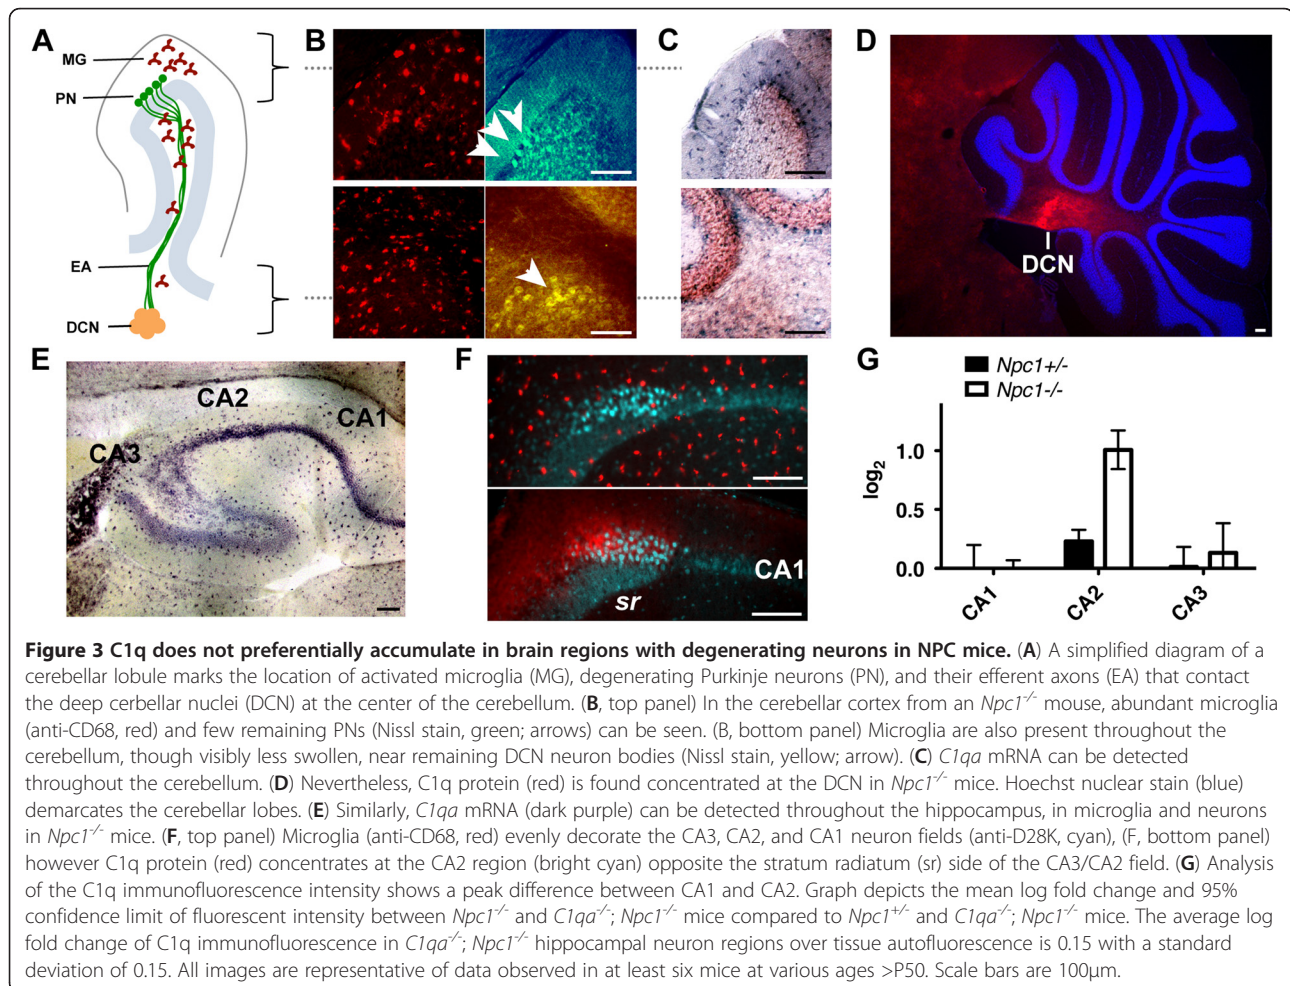 A
MG
PN
EA
DCN
B
C
D
DCN
E
CA2
CA1
CA3
F
CA1
sr
G
Npc1+/-
Npc1-/-
log2
1.0
0.5
0.0
CA1
CA2
CA3
Figure 3 C1q does not preferentially accumulate in brain regions with degenerating neurons in NPC mice. (A) A simplified diagram of a
cerebellar lobule marks the location of activated microglia (MG), degenerating Purkinje neurons (PN), and their efferent axons (EA) that contact
the deep cerebellar nuclei (DCN) at the center of the cerebellum. (B, top panel) In the cerebellar cortex from an Npc1-/- mouse, abundant microglia
(anti-CD68, red) and few remaining PNs (Nissl stain, green; arrows) can be seen. (B, bottom panel) Microglia are also present throughout the
cerebellum, though visibly less swollen, near remaining DCN neuron bodies (Nissl stain, yellow; arrow). (C) C1qa mRNA can be detected
throughout the cerebellum. (D) Nevertheless, C1q protein (red) is found concentrated at the DCN in Npc1-/- mice. Hoechst nuclear stain (blue)
demarcates the cerebellar lobes. (E) Similarly, C1qa mRNA (dark purple) can be detected throughout the hippocampus, in microglia and neurons
in Npc1-/- mice. (F, top panel) Microglia (anti-CD68, red) evenly decorate the CA3, CA2, and CA1 neuron fields (anti-D28K, cyan), (F, bottom panel)
however C1q protein (red) concentrates at the CA2 region (bright cyan) opposite the stratum radiatum (sr) side of the CA3/CA2 field. (G) Analysis
of the C1q immunofluorescence intensity shows a peak difference between CA1 and CA2. Graph depicts the mean log fold change and 95%
confidence limit of fluorescent intensity between Npc1-/- and C1qa-/-; Npc1-/- mice compared to Npc1+/- and C1qa-/-; Npc1-/- mice. The average log
fold change of C1q immunofluorescence in C1qa-/-; Npc1-/- hippocampal neuron regions over tissue autofluorescence is 0.15 with a standard
deviation of 0.15. All images are representative of data observed in at least six mice at various ages >P50. Scale bars are 100μm.